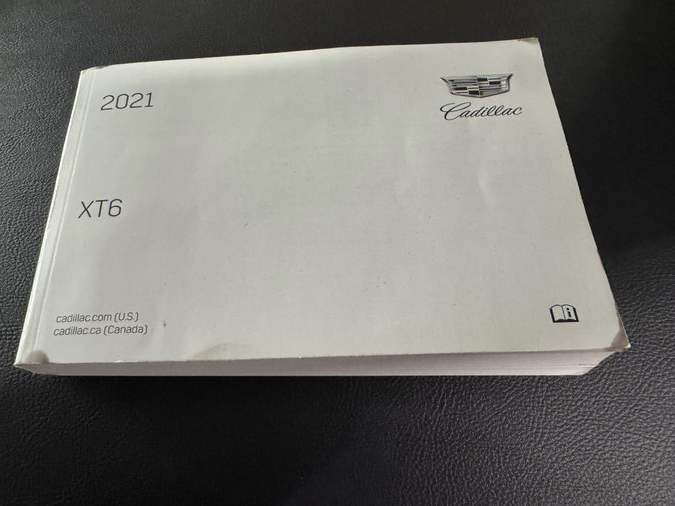 2021
Cadillac
XT6
cadillac.com (U.S.)
cadillac.ca (Canada)
i